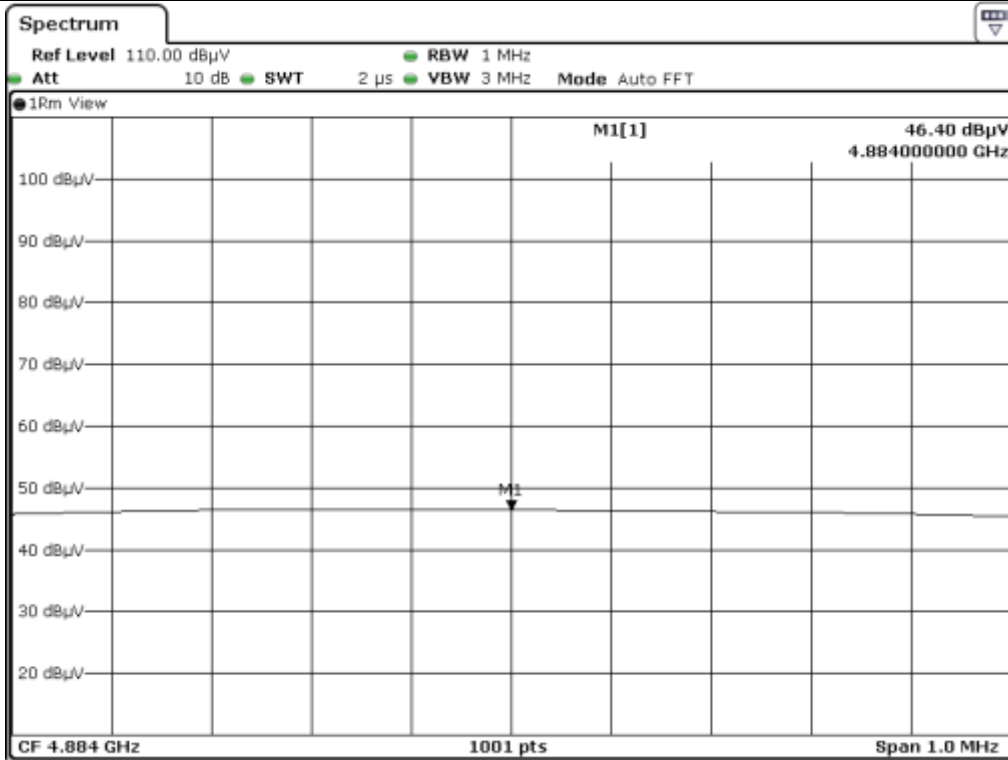 Spectrum
Ref Level 110.00 dBµV RBW 1 MHz
Att 10 dB SWT 2 µs VBW 3 MHz Mode Auto FFT
1Rm View
M1[1] 46.40 dBµV
4.884000000 GHz
100 dBµV
90 dBµV
80 dBµV
70 dBµV
60 dBµV
50 dBµV
M1
40 dBµV
30 dBµV
20 dBµV
CF 4.884 GHz 1001 pts Span 1.0 MHz